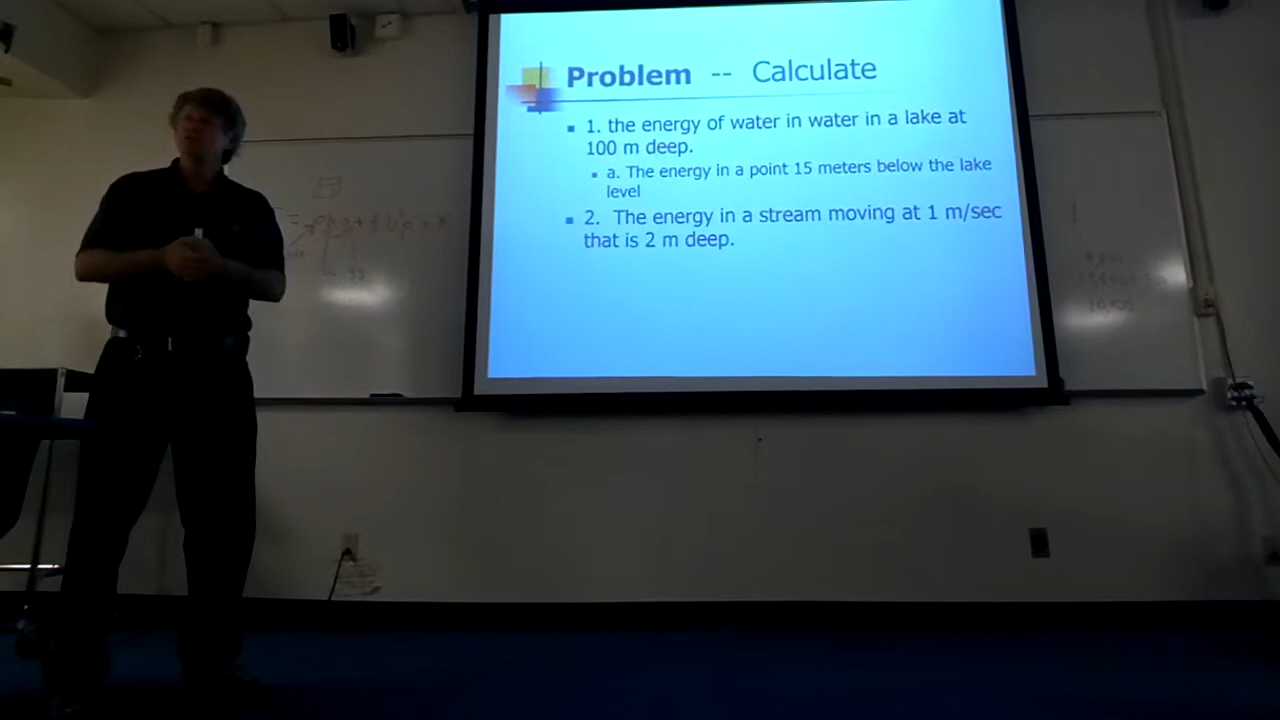 Problem -- Calculate
1. the energy of water in water in a lake at
100 m deep.
a. The energy in a point 15 meters below the lake
level
2. The energy in a stream moving at 1 m/sec
that is 2 m deep.